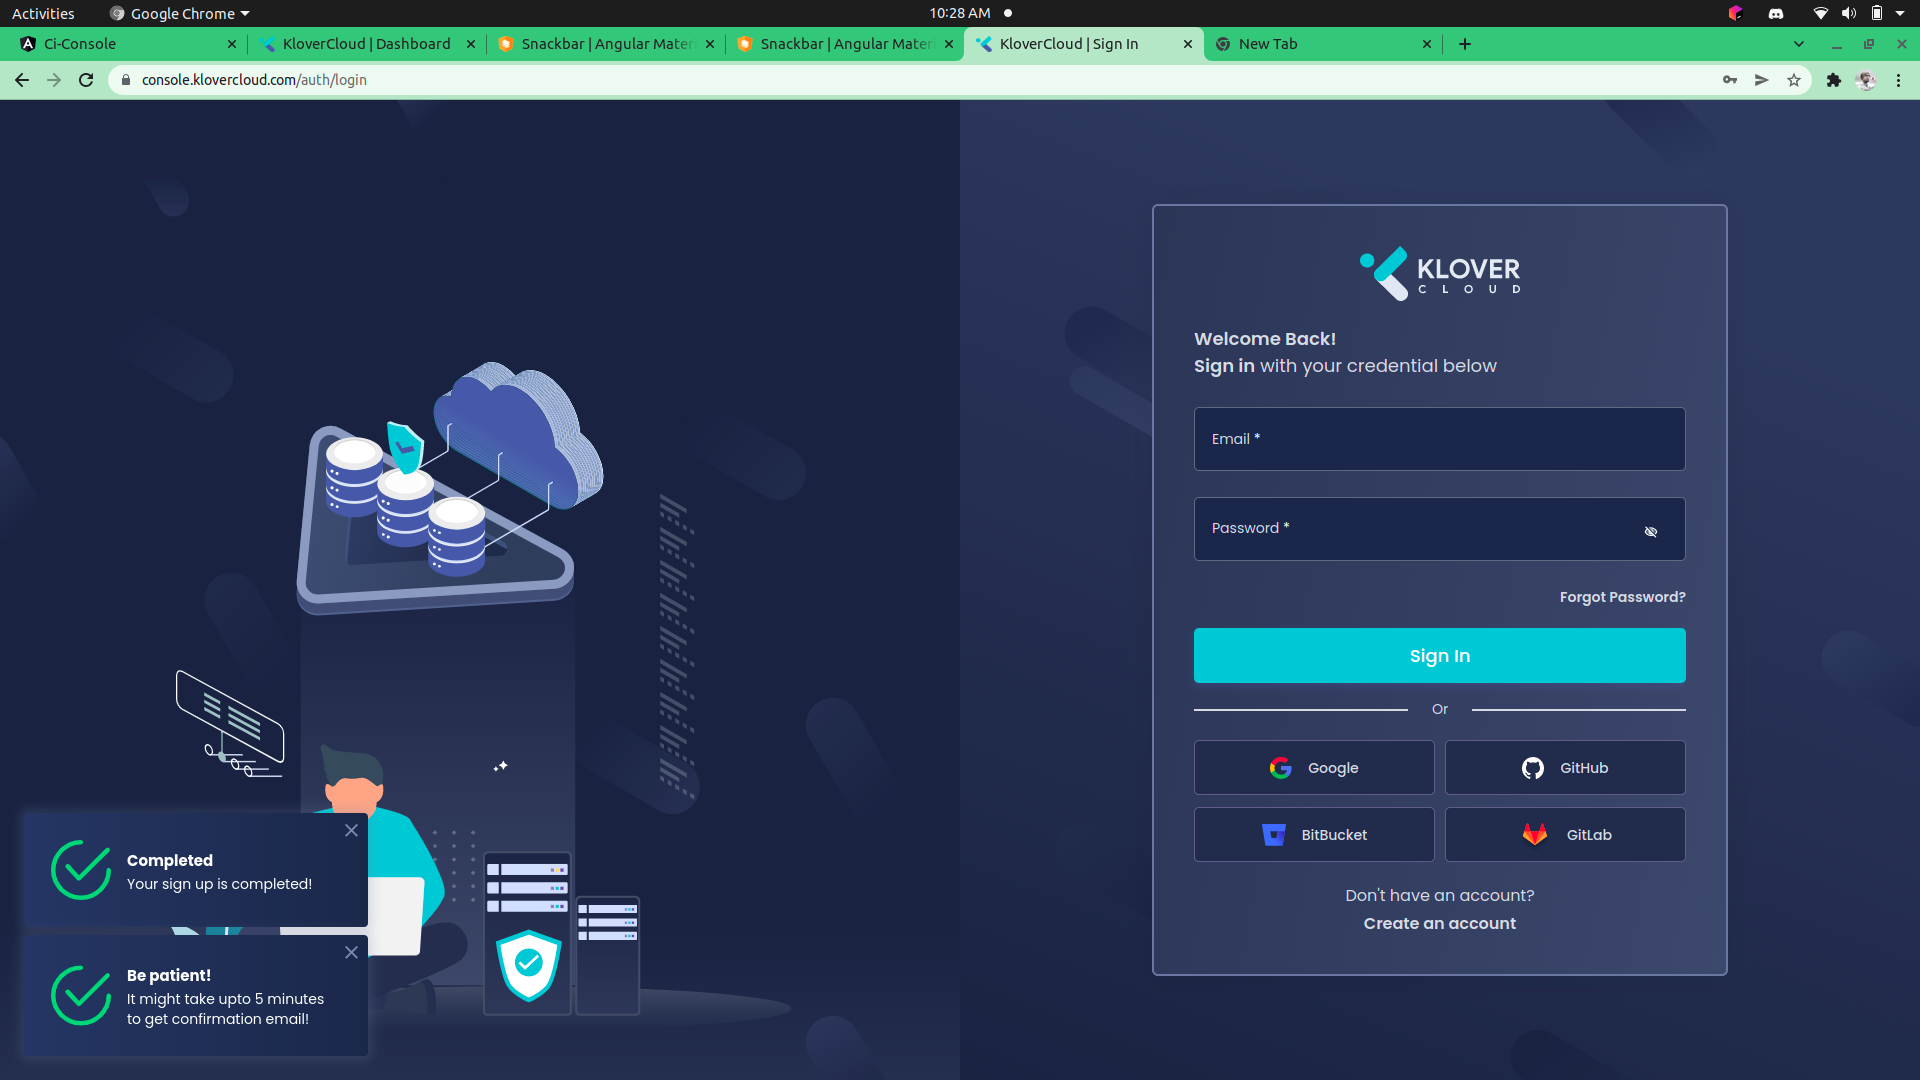 Activities
Google Chrome
10:28 AM
Ci-Console
KloverCloud | Dashboard
Snackbar | Angular Mater
Snackbar | Angular Mater
KloverCloud | Sign In
New Tab
console.klovercloud.com/auth/login
KLOVER
CLOUD
Welcome Back!
Sign in with your credential below
Email *
Password *
Forgot Password?
Sign In
Or
Google
GitHub
BitBucket
GitLab
Don't have an account?
Create an account
Completed
Your sign up is completed!
Be patient!
It might take upto 5 minutes
to get confirmation email!